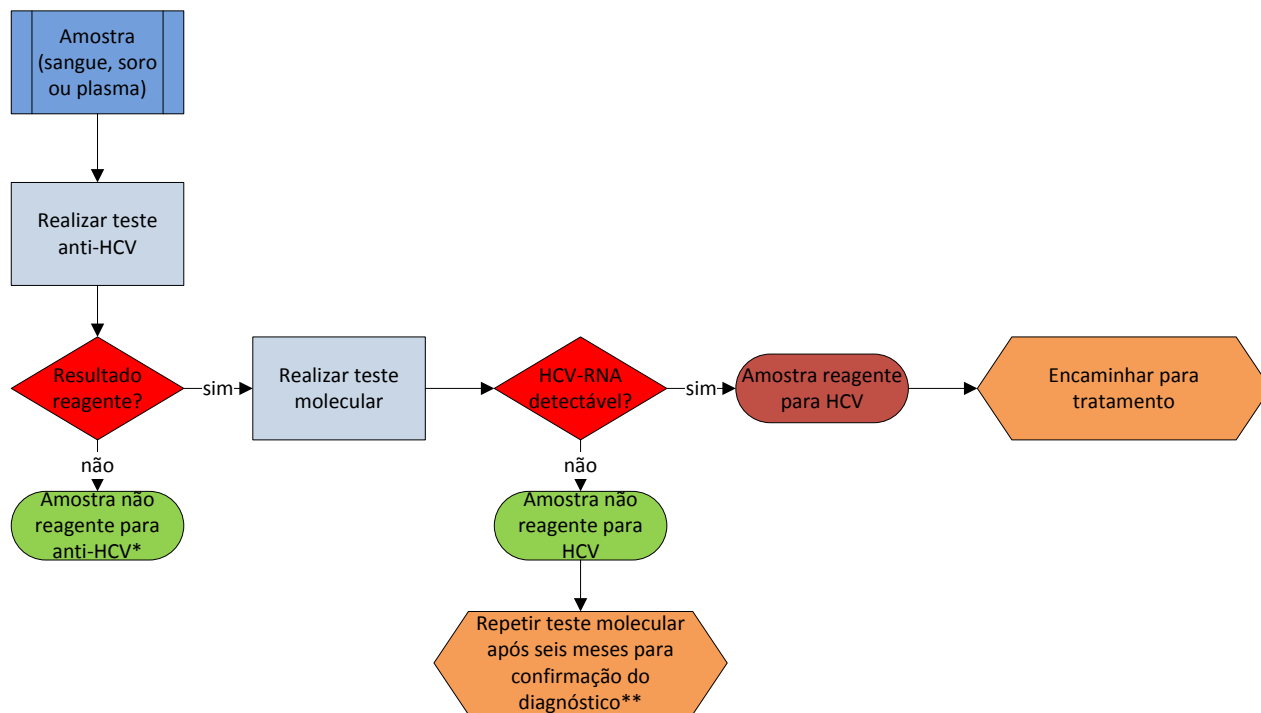 Amostra
(sangue, soro
ou plasma)
Realizar teste
anti-HCV
Resultado
reagente?
sim
Realizar teste
molecular
HCV-RNA
detectável?
sim
Amostra reagente
para HCV
Encaminhar para
tratamento
não
Amostra não
reagente para
anti-HCV*
não
Amostra não
reagente para
HCV
Repetir teste molecular
após seis meses para
confirmação do
diagnóstico**